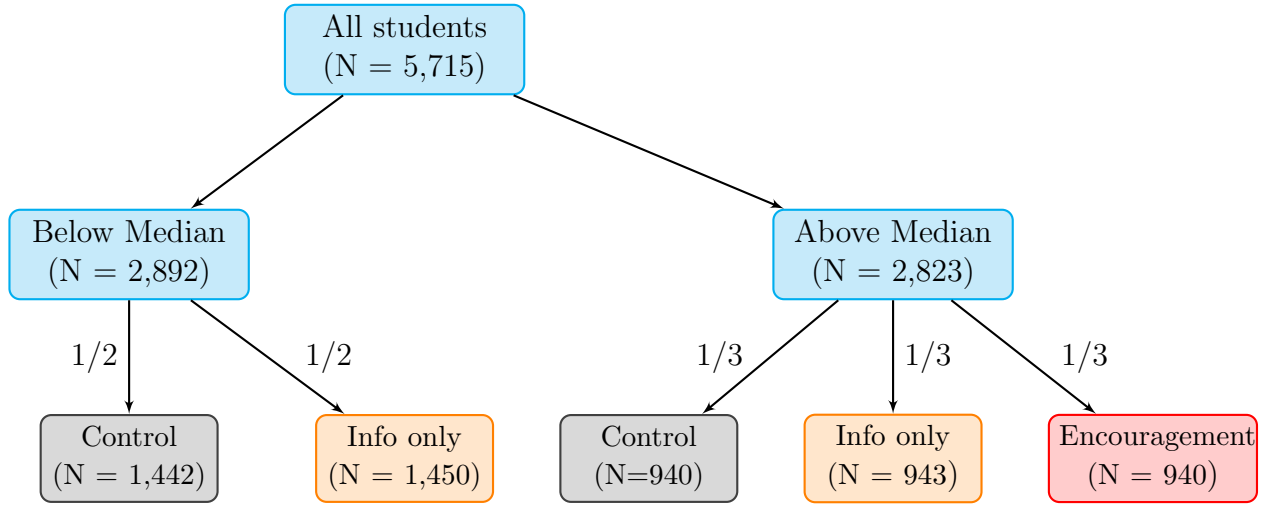 All students
(N = 5,715)
Below Median
(N = 2,892)
Above Median
(N = 2,823)
1/2
1/2
1/3
1/3
1/3
Control
(N = 1,442)
Info only
(N = 1,450)
Control
(N=940)
Info only
(N = 943)
Encouragement
(N = 940)